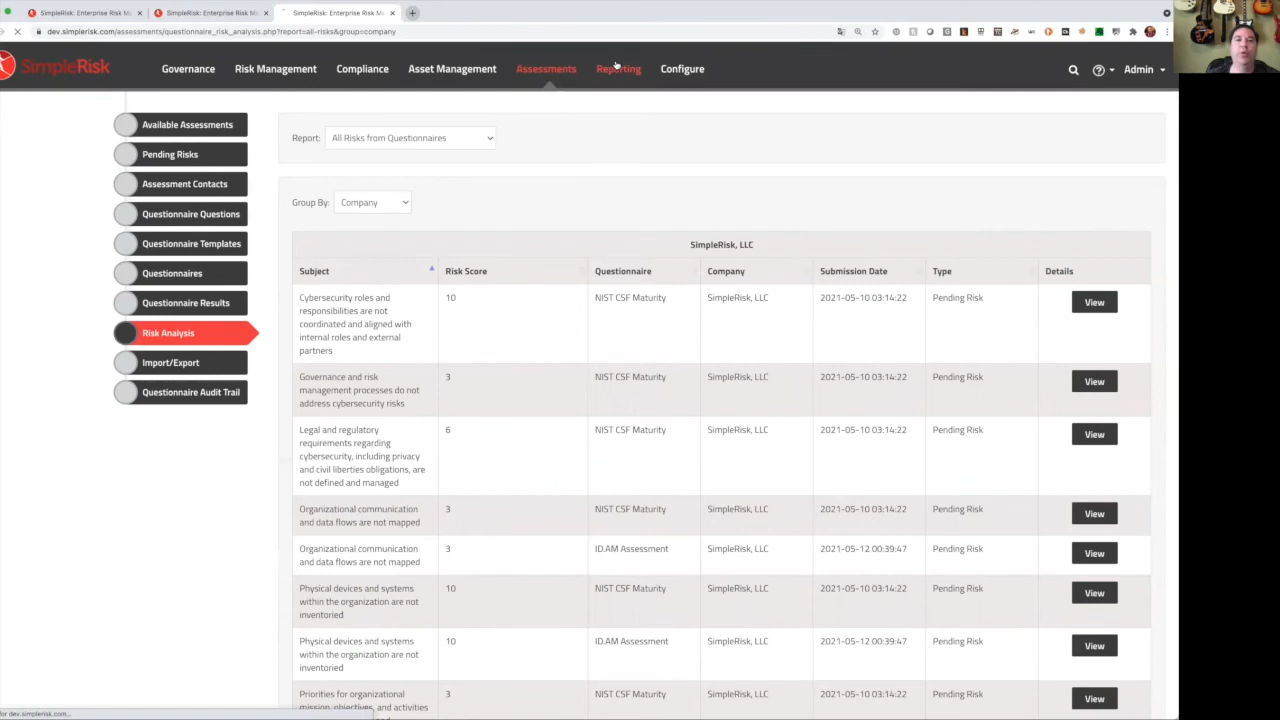 SimpleRisk: Enterprise Risk M
SimpleRisk: Enterprise Risk M
SimpleRisk: Enterprise Risk M
dev.simplerisk.com/assessments/questionnaire_risk_analysis.php?report=all-risks&group=company
SimpleRisk
Governance
Risk Management
Compliance
Asset Management
Assessments
Reporting
Configure
Admin
Available Assessments
Pending Risks
Assessment Contacts
Questionnaire Questions
Questionnaire Templates
Questionnaires
Questionnaire Results
Risk Analysis
Import/Export
Questionnaire Audit Trail
Report: All Risks from Questionnaires
Group By: Company
SimpleRisk, LLC
Subject Risk Score Questionnaire Company Submission Date Type Details
Cybersecurity roles and 10 NIST CSF Maturity SimpleRisk, LLC 2021-05-10 03:14:22 Pending Risk View
responsibilities are not
coordinated and aligned with
internal roles and external
partners
Governance and risk 3 NIST CSF Maturity SimpleRisk, LLC 2021-05-10 03:14:22 Pending Risk View
management processes do not
address cybersecurity risks
Legal and regulatory 6 NIST CSF Maturity SimpleRisk, LLC 2021-05-10 03:14:22 Pending Risk View
requirements regarding
cybersecurity, including privacy
and civil liberties obligations, are
not defined and managed
Organizational communication 3 NIST CSF Maturity SimpleRisk, LLC 2021-05-10 03:14:22 Pending Risk View
and data flows are not mapped
Organizational communication 3 ID.AM Assessment SimpleRisk, LLC 2021-05-12 00:39:47 Pending Risk View
and data flows are not mapped
Physical devices and systems 10 NIST CSF Maturity SimpleRisk, LLC 2021-05-10 03:14:22 Pending Risk View
within the organization are not
inventoried
Physical devices and systems 10 ID.AM Assessment SimpleRisk, LLC 2021-05-12 00:39:47 Pending Risk View
within the organization are not
inventoried
Priorities for organizational 3 NIST CSF Maturity SimpleRisk, LLC 2021-05-10 03:14:22 Pending Risk View
mission, objectives, and activities
for dev.simplerisk.com...